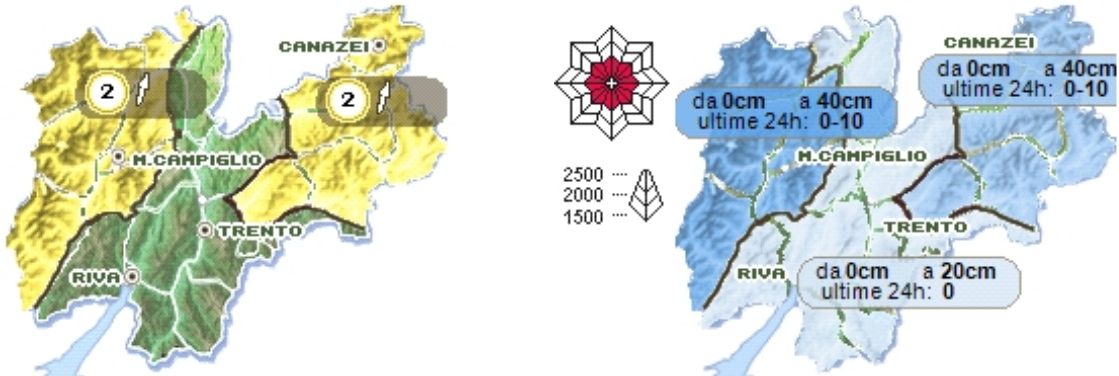 CANAZEI
2
2
M.CAMPIGLIO
TRENTO
RIVA
CANAZEI
da 0cm a 40cm
ultime 24h: 0-10
da 0cm a 40cm
ultime 24h: 0-10
M.CAMPIGLIO
2500
2000
1500
TRENTO
RIVA
da 0cm a 20cm
ultime 24h: 0